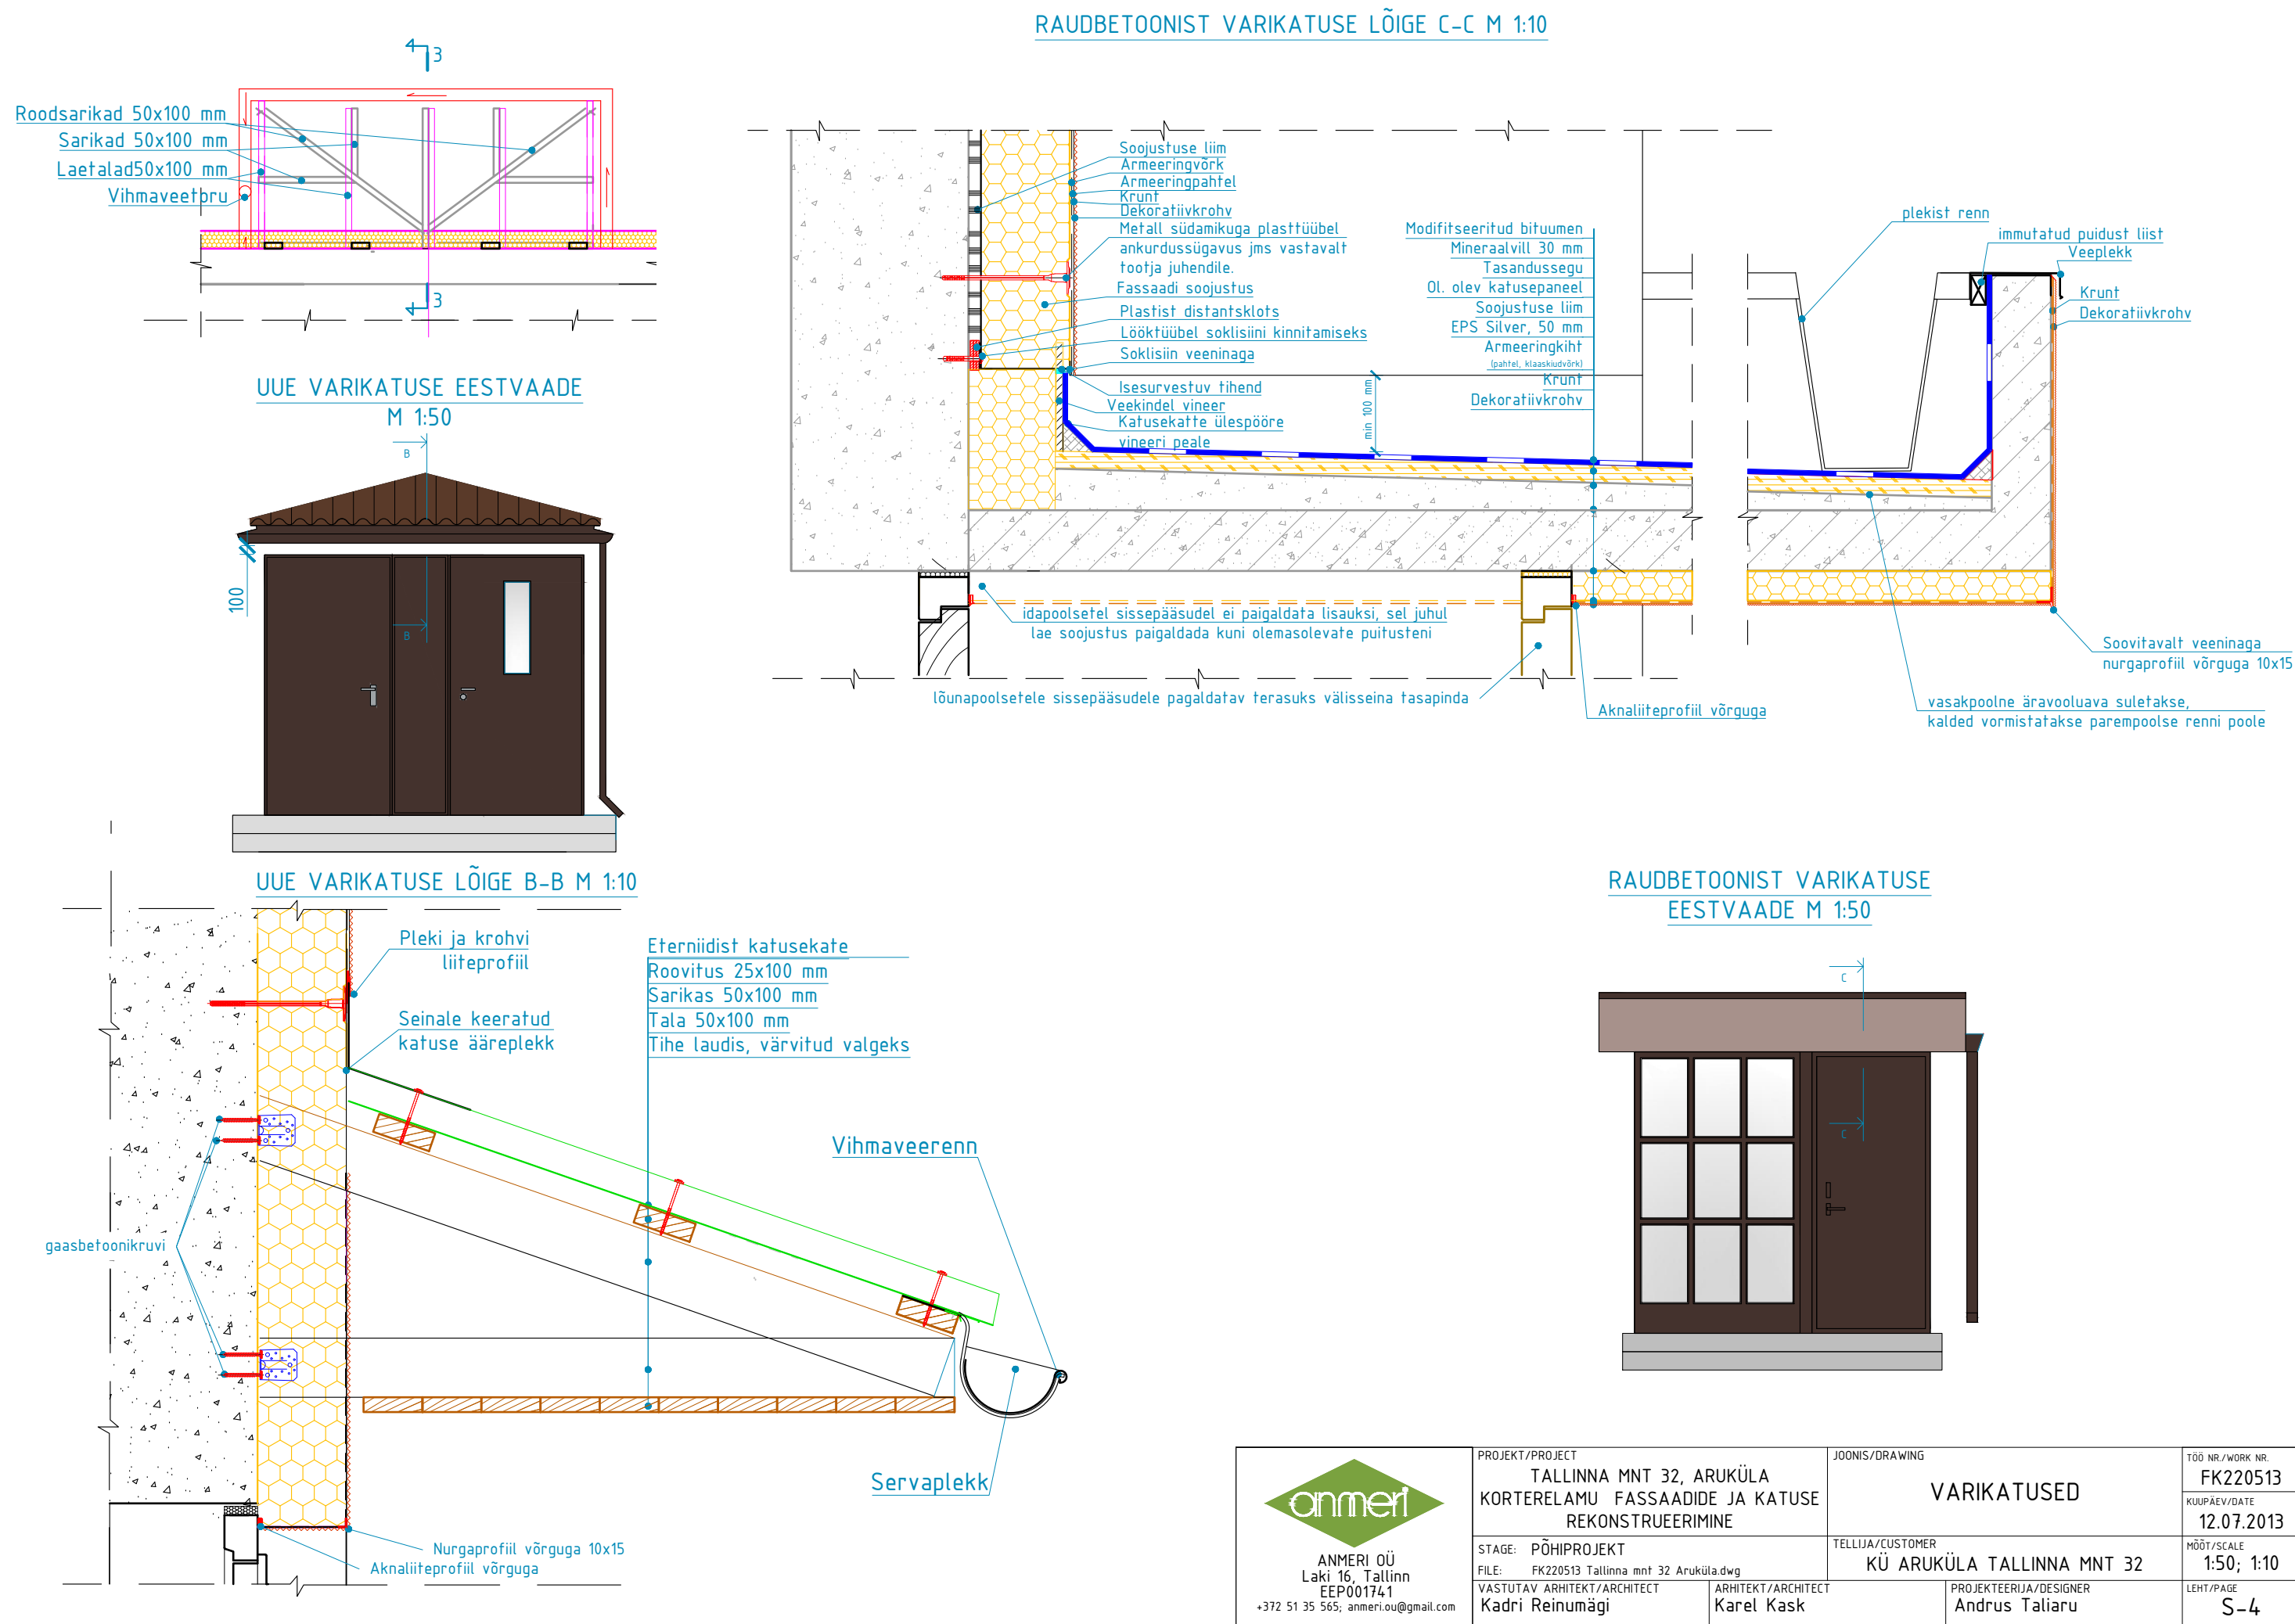 RAUDBETOONIST VARIKATUSE LÕIGE C-C M 1:10
3
Roodsarikad 50x100 mm
Sarikad 50x100 mm
Laetalad50x100 mm
Vihmaveetoru
3
UUE VARIKATUSE EESTVAADE
M 1:50
B
B
100
Soojustuse liim
Armeeringvõrk
Armeeringpahtel
Krunt
Dekoratiivkrohv
Metall südamikuga plasttüübel
ankurdussügavus jms vastavalt
tootja juhendile.
Fassaadi soojustus
Plastist distantsklots
Lööktüübel soklisiini kinnitamiseks
Soklisiin veeninaga
Isesurvestuv tihend
Veekindel vineer
Katusekatte ülespööre
vineeri peale
min 100 mm
Modifitseeritud bituumen
Mineraalvill 30 mm
Tasandussegu
Ol. olev katusepaneel
Soojustuse liim
EPS Silver, 50 mm
Armeeringkiht
(pahtel, klaaskiudvõrk)
Krunt
Dekoratiivkrohv
plekist renn
immutatud puidust liist
Veeplekk
Krunt
Dekoratiivkrohv
idapoolsetel sissepääsudel ei paigaldata lisauksi, sel juhul
lae soojustus paigaldada kuni olemasolevate puitusteni
lõunapoolsetele sissepääsudele pagaldatav terasuks välisseina tasapinda
Aknaliiteprofiil võrguga
Soovitavalt veeninaga
nurgaprofiil võrguga 10x15
vasakpoolne äravooluava suletakse,
kalded vormistatakse parempoolse renni poole
UUE VARIKATUSE LÕIGE B-B M 1:10
Pleki ja krohvi
liiteprofiil
Seinale keeratud
katuse ääreplekk
Eterniidist katusekate
Roovitus 25x100 mm
Sarikas 50x100 mm
Tala 50x100 mm
Tihe laudis, värvitud valgeks
Vihmaveerenn
gaasbetoonikruvi
Servaplekk
Nurgaprofiil võrguga 10x15
Aknaliiteprofiil võrguga
RAUDBETOONIST VARIKATUSE
EESTVAADE M 1:50
C
C
anmeri
ANMERI OÜ
Laki 16, Tallinn
EEP001741
+372 51 35 565; anmeri.ou@gmail.com
PROJEKT/PROJECT
TALLINNA MNT 32, ARUKÜLA
KORTERELAMU FASSAADIDE JA KATUSE
REKONSTRUEERIMINE
STAGE: PÕHIPROJEKT
FILE: FK220513 Tallinna mnt 32 Aruküla.dwg
VASTUTAV ARHITEKT/ARCHITECT
Kadri Reinumägi
ARHITEKT/ARCHITECT
Karel Kask
JOONIS/DRAWING
VARIKATUSED
TELLIJA/CUSTOMER
KÜ ARUKÜLA TALLINNA MNT 32
PROJEKTEERIJA/DESIGNER
Andrus Taliaru
TÖÖ NR./WORK NR.
FK220513
KUUPÄEV/DATE
12.07.2013
MÕÕT/SCALE
1:50; 1:10
LEHT/PAGE
S-4